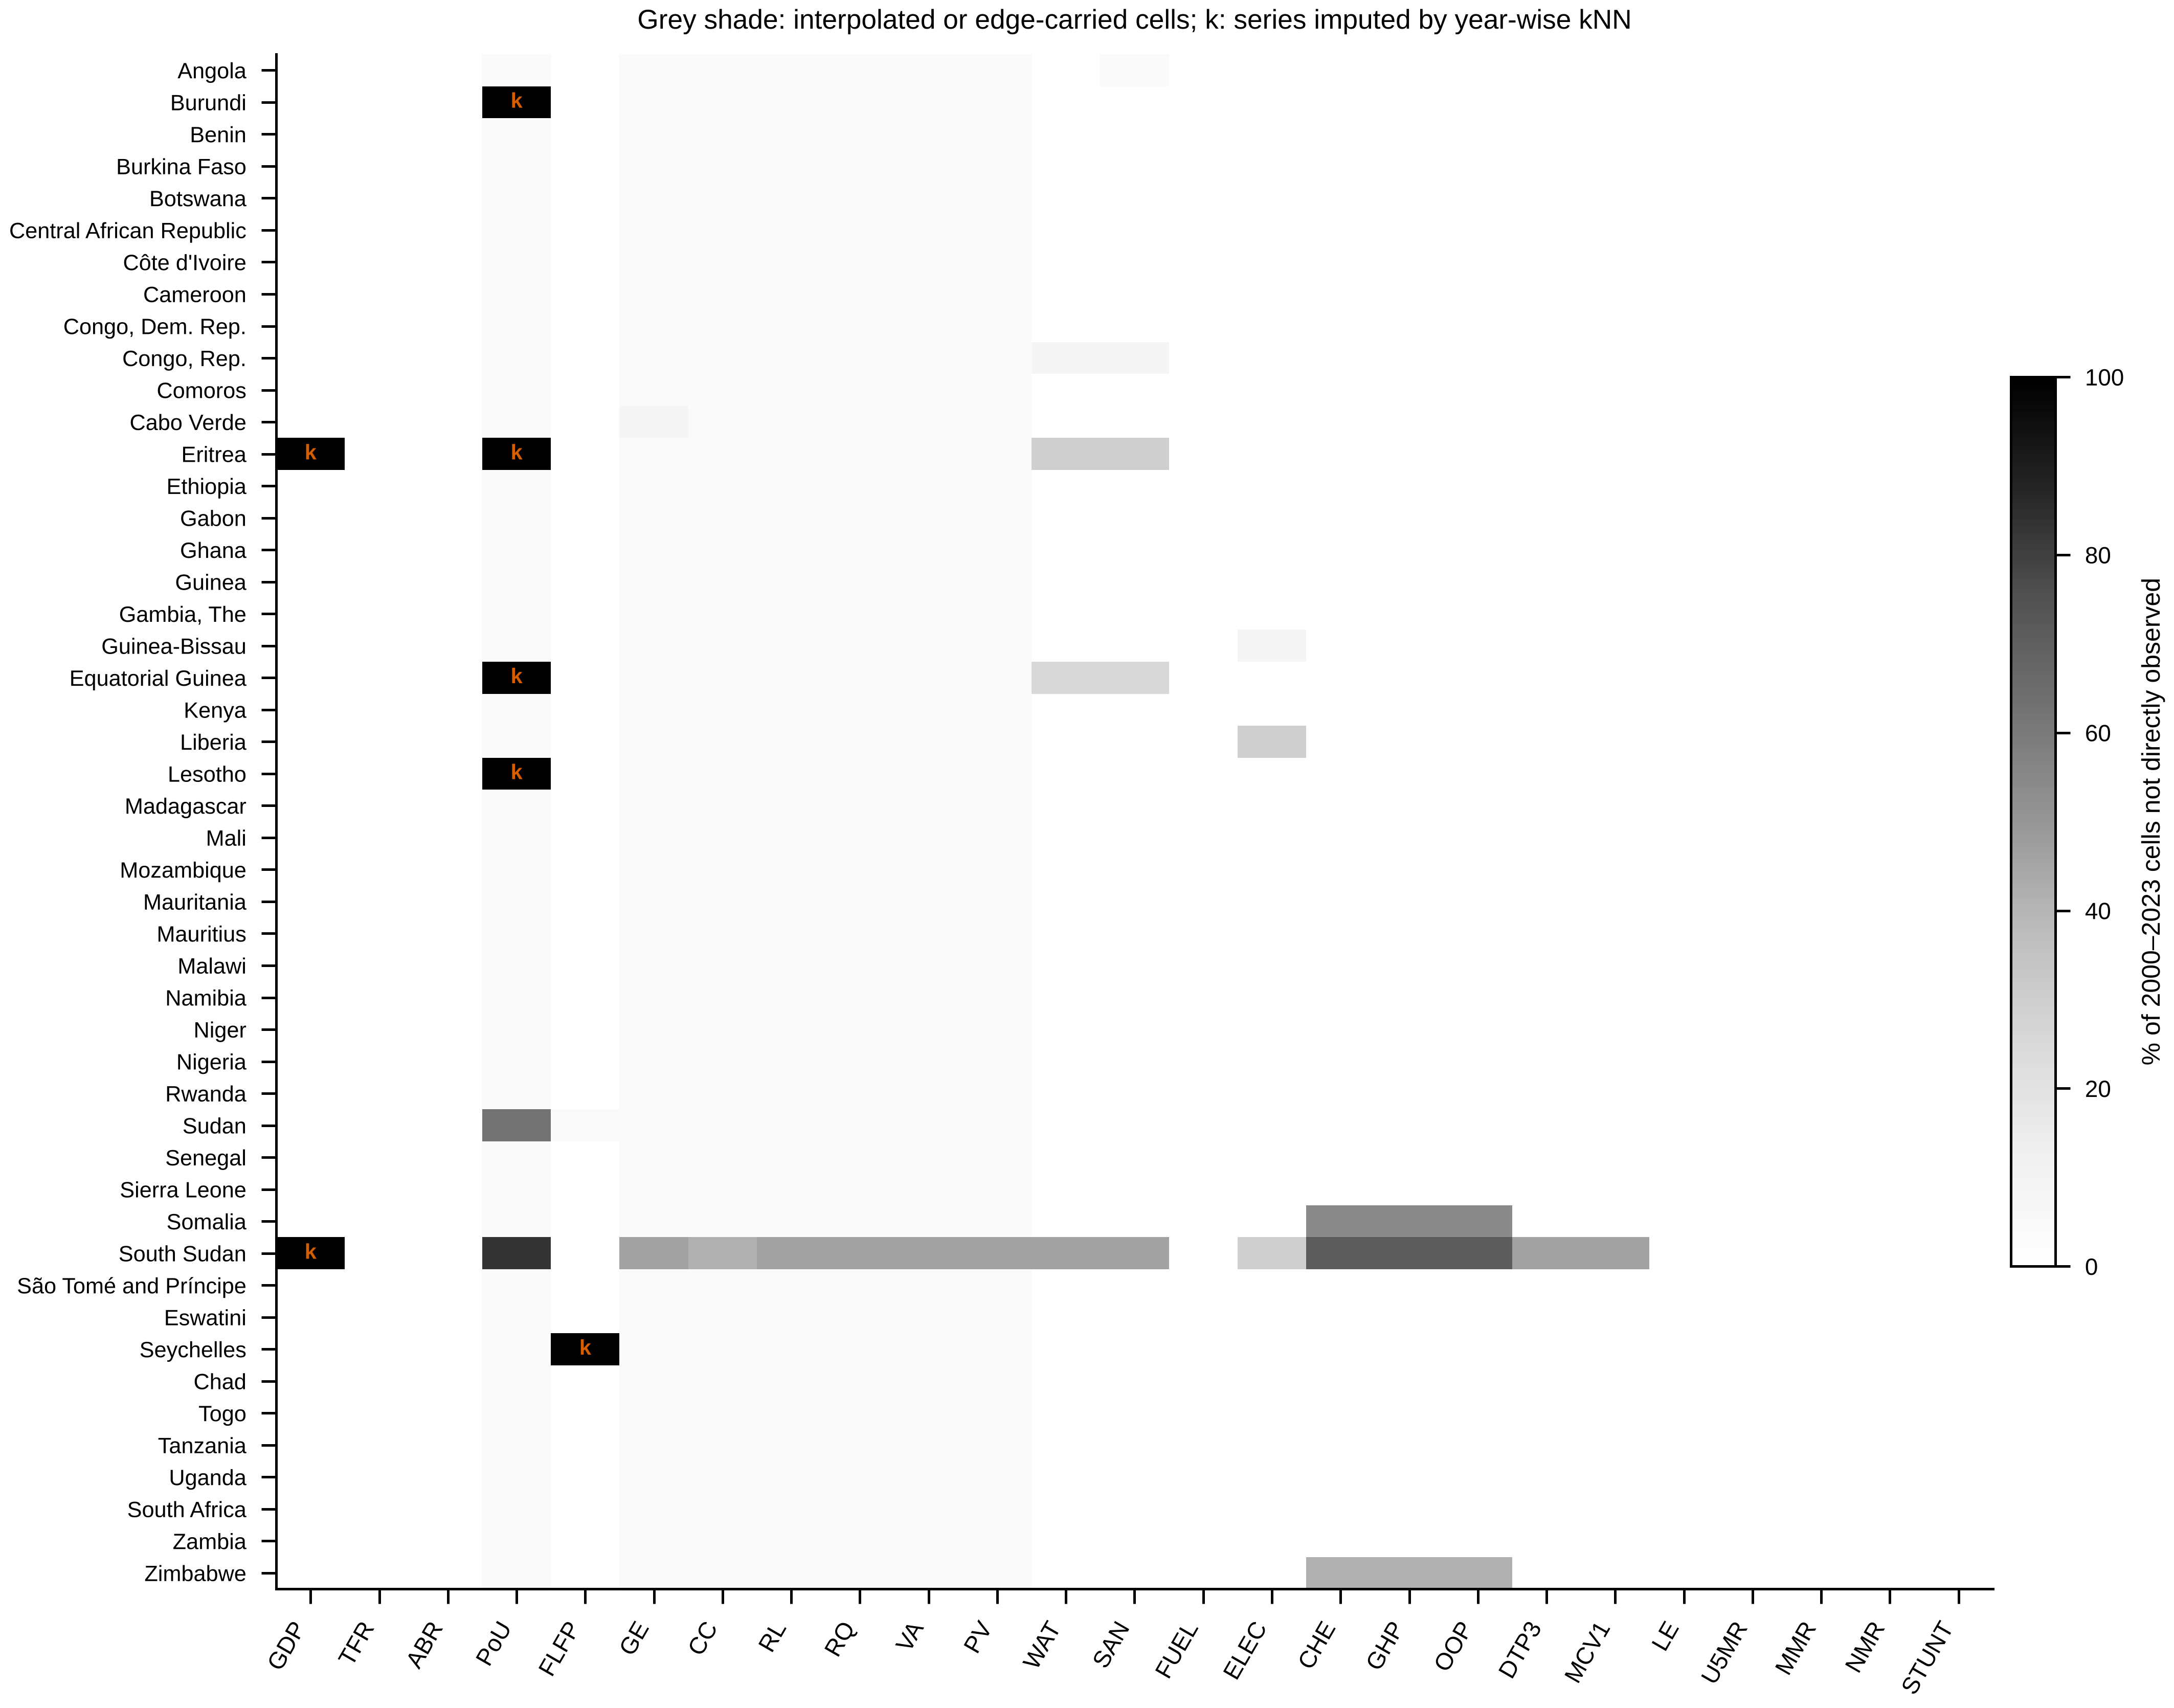 Grey shade: interpolated or edge-carried cells; k: series imputed by year-wise kNN
Angola
Burundi k
Benin
Burkina Faso
Botswana
Central African Republic
Côte d'Ivoire
Cameroon
Congo, Dem. Rep.
Congo, Rep.
Comoros
Cabo Verde
Eritrea k k
Ethiopia
Gabon
Ghana
Guinea
Gambia, The
Guinea-Bissau
Equatorial Guinea k
Kenya
Liberia
Lesotho k
Madagascar
Mali
Mozambique
Mauritania
Mauritius
Malawi
Namibia
Niger
Nigeria
Rwanda
Sudan
Senegal
Sierra Leone
Somalia
South Sudan k
São Tomé and Príncipe
Eswatini
Seychelles k
Chad
Togo
Tanzania
Uganda
South Africa
Zambia
Zimbabwe
GDP TFR ABR PoU FLFP GE CC RL RQ VA PV WAT SAN FUEL ELEC CHE GHP OOP DTP3 MCV1 LE U5MR MMR NMR STUNT
100
80
60
40
20
0
% of 2000–2023 cells not directly observed